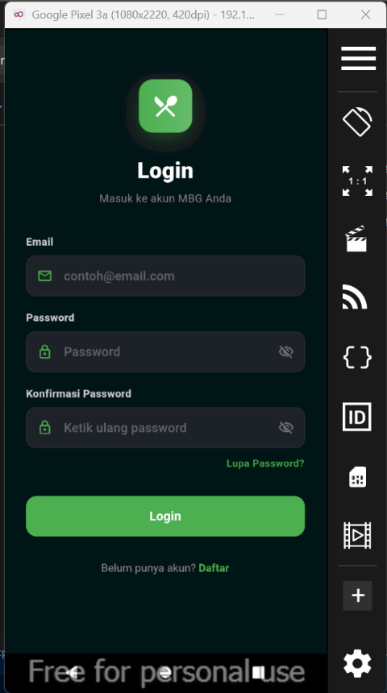 Google Pixel 3a (1080x2220, 420dpi) - 192.1...
1:1
Login
Masuk ke akun MBG Anda
Email
contoh@email.com
Password
Password
Konfirmasi Password
Ketik ulang password
Lupa Password?
Login
Belum punya akun? Daftar
ID
Free for personal use